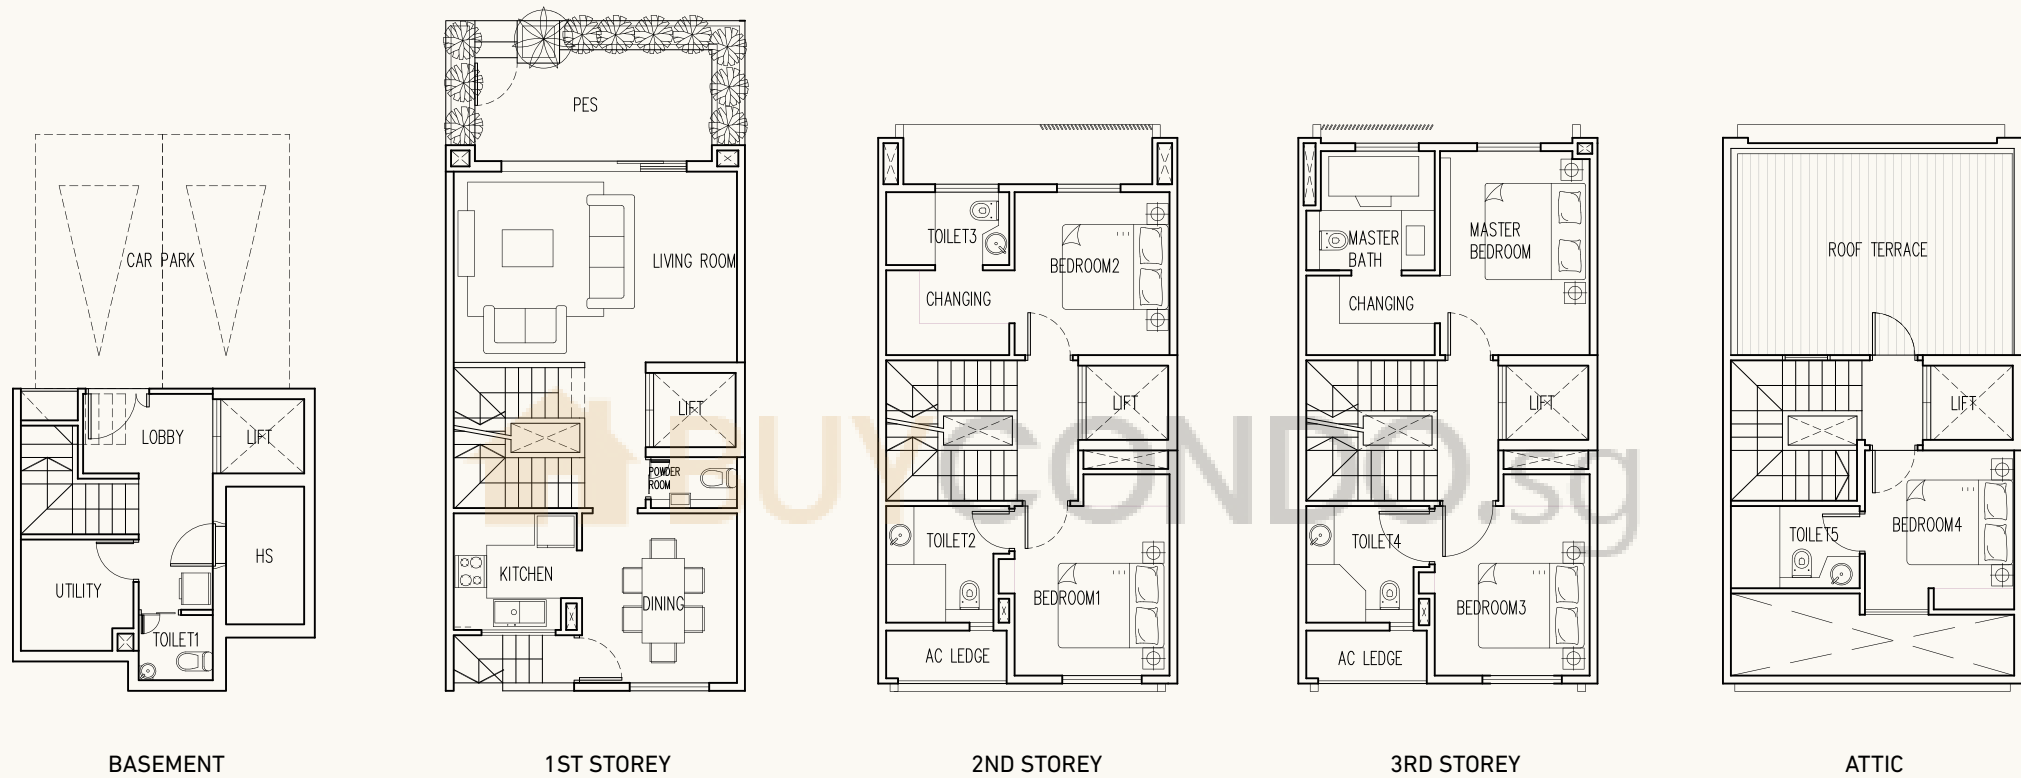 CAR PARK
LOBBY
LIFT
HS
UTILITY
TOILET1
BASEMENT
PES
LIVING ROOM
LIFT
POWDER
ROOM
KITCHEN
DINING
1ST STOREY
TOILET3
BEDROOM2
CHANGING
LIFT
TOILET2
BEDROOM1
AC LEDGE
2ND STOREY
MASTER
BATH
MASTER
BEDROOM
CHANGING
LIFT
TOILET4
BEDROOM3
AC LEDGE
3RD STOREY
ROOF TERRACE
LIFT
BEDROOM4
TOILET5
ATTIC
BUYCONDO.sg